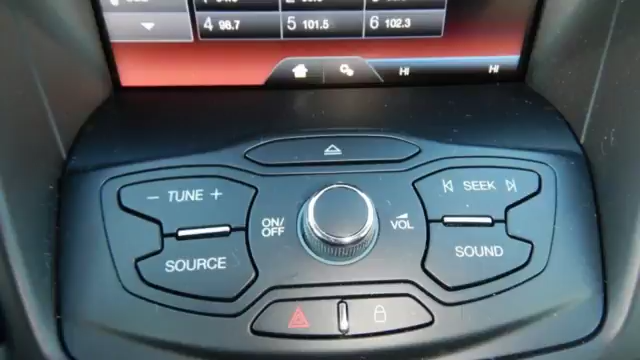 4 98.7 5 101.5 6 102.3
HI HI
− TUNE + SEEK
ON/ VOL
OFF
SOURCE SOUND